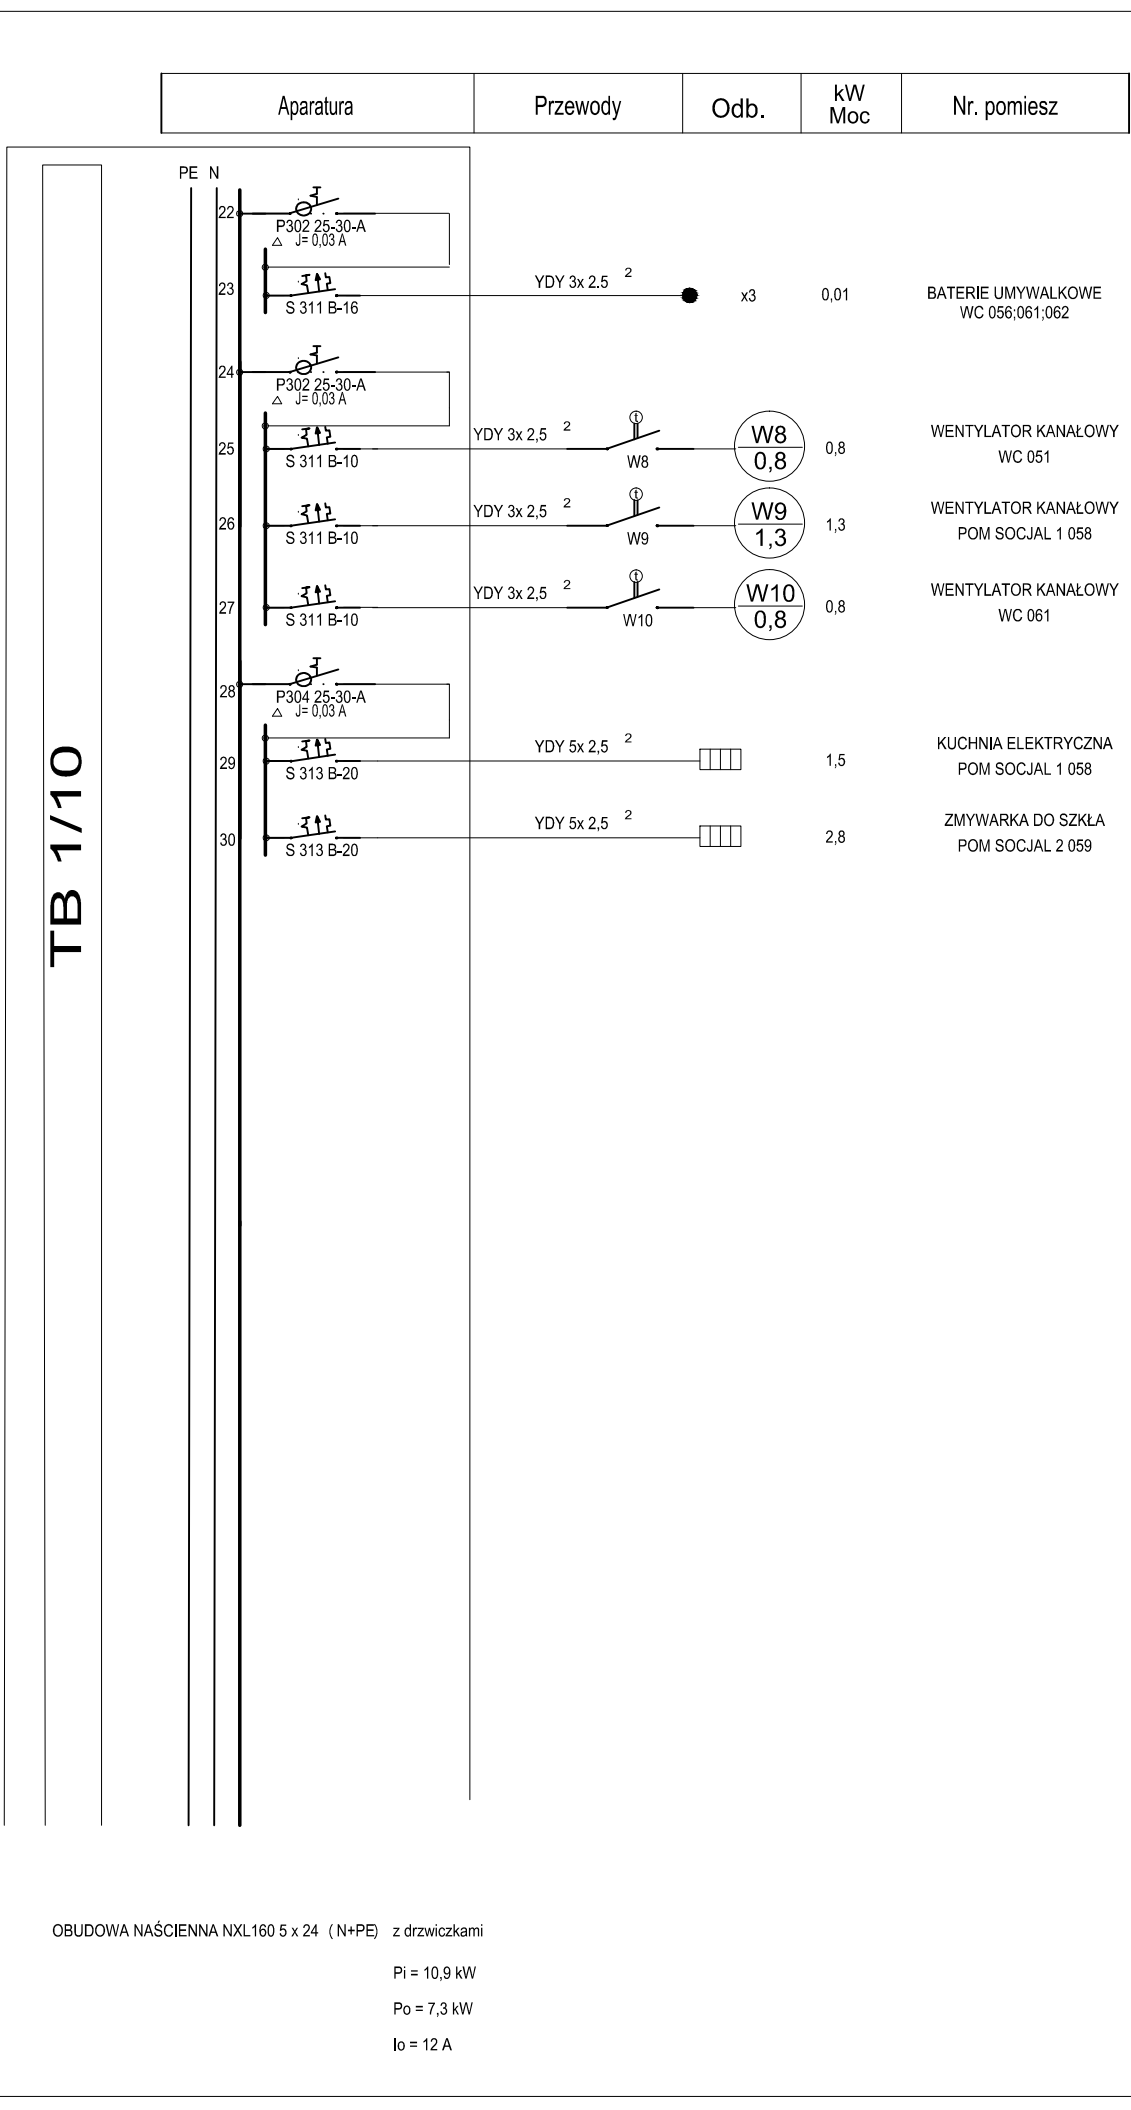 Aparatura
Przewody
Odb.
kW
Moc
Nr. pomiesz
TB 1/10
PE N
22
P302 25-30-A
△ J= 0,03 A
23
S 311 B-16
YDY 3x 2.5 2
x3
0,01
BATERIE UMYWALKOWE
WC 056;061;062
24
P302 25-30-A
△ J= 0,03 A
25
S 311 B-10
YDY 3x 2,5 2
t
W8
W8
0,8
0,8
WENTYLATOR KANAŁOWY
WC 051
26
S 311 B-10
YDY 3x 2,5 2
t
W9
W9
1,3
1,3
WENTYLATOR KANAŁOWY
POM SOCJAL 1 058
27
S 311 B-10
YDY 3x 2,5 2
t
W10
W10
0,8
0,8
WENTYLATOR KANAŁOWY
WC 061
28
P304 25-30-A
△ J= 0,03 A
29
S 313 B-20
YDY 5x 2,5 2
1,5
KUCHNIA ELEKTRYCZNA
POM SOCJAL 1 058
30
S 313 B-20
YDY 5x 2,5 2
2,8
ZMYWARKA DO SZKŁA
POM SOCJAL 2 059
OBUDOWA NAŚCIENNA NXL160 5 x 24 ( N+PE) z drzwiczkami
Pi = 10,9 kW
Po = 7,3 kW
Io = 12 A